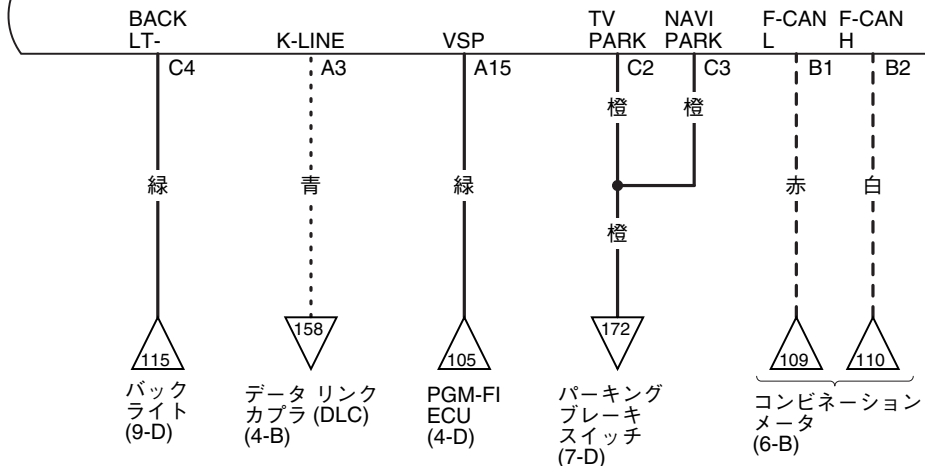 BACK
LT-
K-LINE
VSP
TV
PARK
NAVI
PARK
F-CAN
L
F-CAN
H
C4
A3
A15
C2
C3
B1
B2
橙
橙
緑
青
緑
赤
白
橙
115
158
105
172
109
110
バック
ライト
(9-D)
データ リンク
カプラ (DLC)
(4-B)
PGM-FI
ECU
(4-D)
パーキング
ブレーキ
スイッチ
(7-D)
コンビネーション
メータ
(6-B)